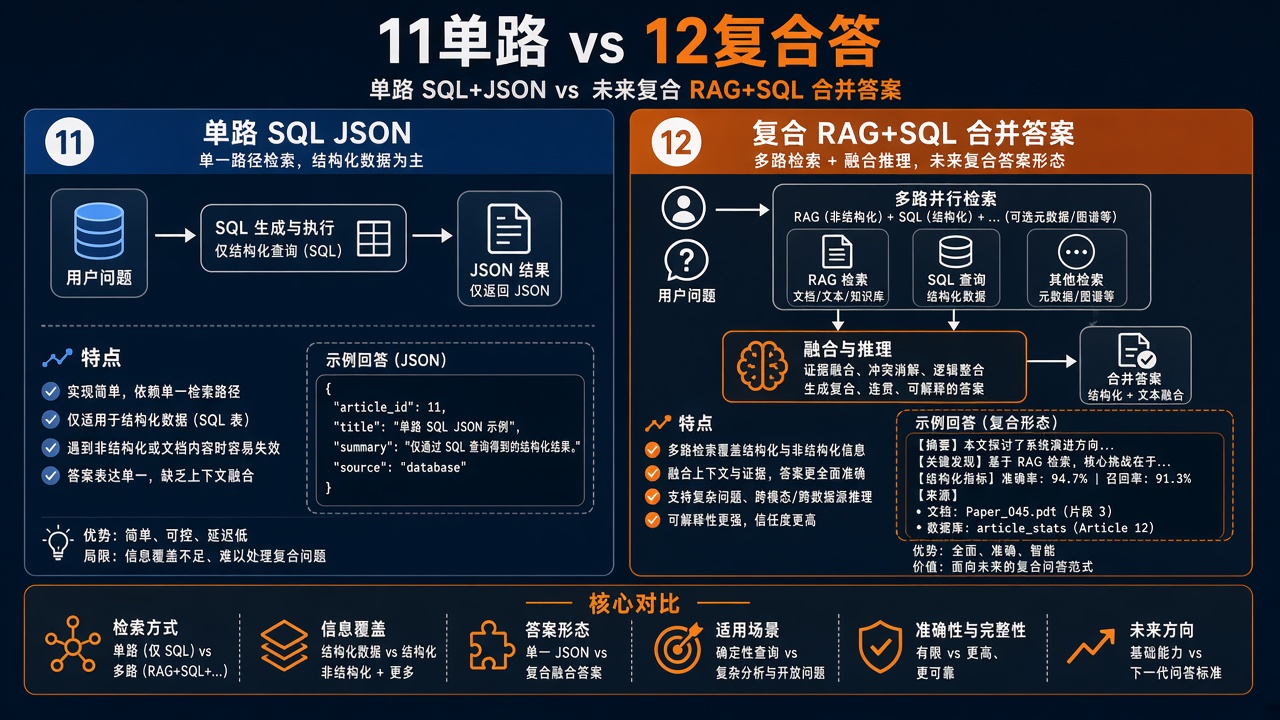 11单路 vs 12复合答
单路 SQL+JSON vs 未来复合 RAG+SQL 合并答案
11
单路 SQL JSON
单一路径检索，结构化数据为主
用户问题
SQL 生成与执行
仅结构化查询 (SQL)
JSON 结果
仅返回 JSON
特点
实现简单，依赖单一检索路径
仅适用于结构化数据 (SQL 表)
遇到非结构化或文档内容时容易失效
答案表达单一，缺乏上下文融合
示例回答 (JSON)
{
"article_id": 11,
"title": "单路 SQL JSON 示例",
"summary": "仅通过 SQL 查询得到的结构化结果。"
"source": "database"
}
优势：简单、可控、延迟低
局限：信息覆盖不足、难以处理复合问题
12
复合 RAG+SQL 合并答案
多路检索 + 融合推理，未来复合答案形态
用户问题
多路并行检索
RAG (非结构化) + SQL (结构化) + ... (可选元数据/图谱等)
RAG 检索
文档/文本/知识库
SQL 查询
结构化数据
其他检索
元数据/图谱等
融合与推理
证据融合、冲突消解、逻辑整合
生成复合、连贯、可解释的答案
合并答案
结构化 + 文本融合
特点
多路检索覆盖结构化与非结构化信息
融合上下文与证据，答案更全面准确
支持复杂问题、跨模态/跨数据源推理
可解释性更强，信任度更高
示例回答 (复合形态)
【摘要】本文探讨了系统演进方向...
【关键发现】基于 RAG 检索，核心挑战在于...
【结构化指标】准确率：94.7% | 召回率：91.3%
【来源】
• 文档：Paper_045.pdt (片段 3)
• 数据库：article_stats (Article 12)
优势：全面、准确、智能
价值：面向未来的复合问答范式
核心对比
检索方式
单路 (仅 SQL) vs
多路 (RAG+SQL+...)
信息覆盖
结构化数据 vs 结构化
非结构化 + 更多
答案形态
单一 JSON vs
复合融合答案
适用场景
确定性查询 vs
复杂分析与开放问题
准确性与完整性
有限 vs 更高、
更可靠
未来方向
基础能力 vs
下一代问答标准